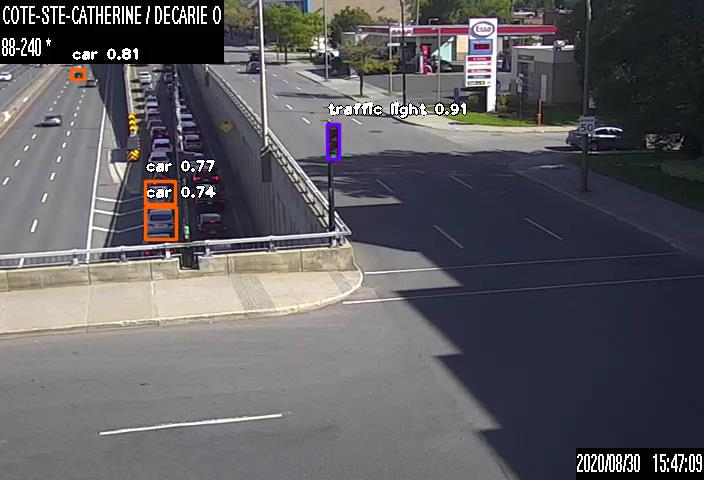 COTE-STE-CATHERINE / DECARIE O
88-240 *
car 0.81
Esso
traffic light 0.91
50
car 0.77
car 0.74
2020/08/30 15:47:09